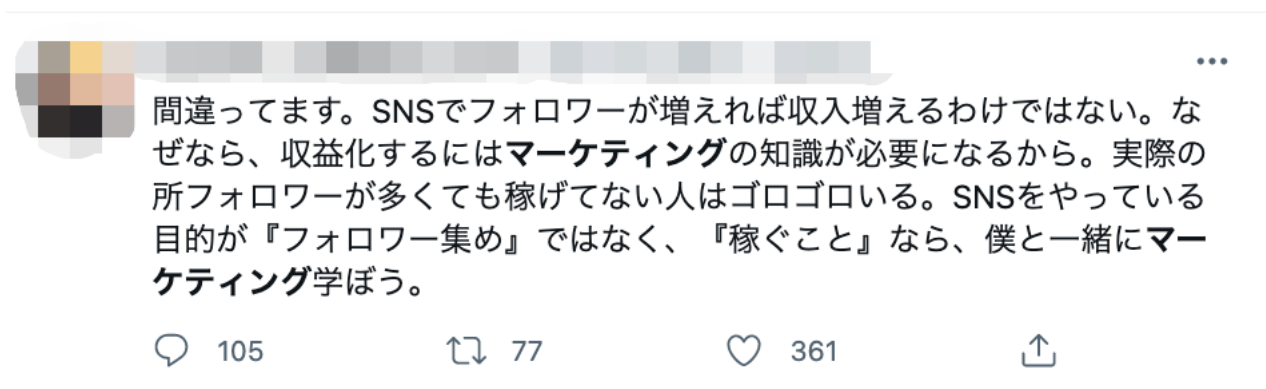 間違ってます。SNSでフォロワーが増えれば収入増えるわけではない。な
ぜなら、収益化するにはマーケティングの知識が必要になるから。実際の
所フォロワーが多くても稼げてない人はゴロゴロいる。SNSをやっている
目的が『フォロワー集め』ではなく、『稼ぐこと』なら、僕と一緒にマー
ケティング学ぼう。
105 77 361